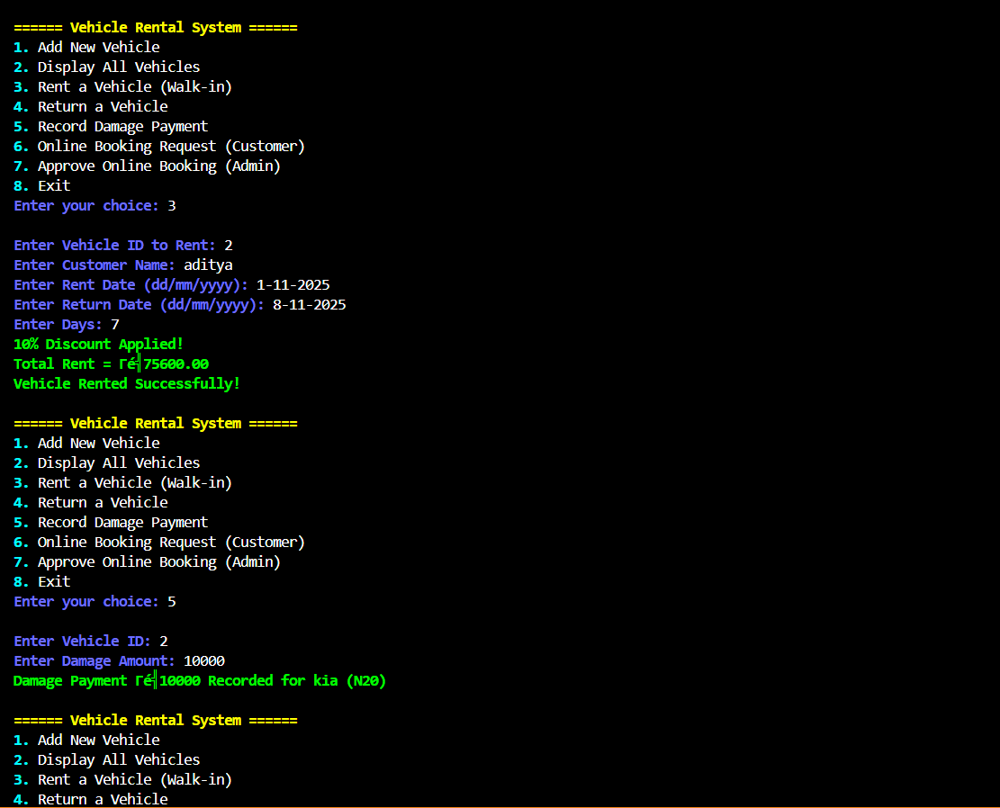 ====== Vehicle Rental System ======
1. Add New Vehicle
2. Display All Vehicles
3. Rent a Vehicle (Walk-in)
4. Return a Vehicle
5. Record Damage Payment
6. Online Booking Request (Customer)
7. Approve Online Booking (Admin)
8. Exit
Enter your choice: 3
Enter Vehicle ID to Rent: 2
Enter Customer Name: aditya
Enter Rent Date (dd/mm/yyyy): 1-11-2025
Enter Return Date (dd/mm/yyyy): 8-11-2025
Enter Days: 7
10% Discount Applied!
Total Rent = Γé╣75600.00
Vehicle Rented Successfully!
====== Vehicle Rental System ======
1. Add New Vehicle
2. Display All Vehicles
3. Rent a Vehicle (Walk-in)
4. Return a Vehicle
5. Record Damage Payment
6. Online Booking Request (Customer)
7. Approve Online Booking (Admin)
8. Exit
Enter your choice: 5
Enter Vehicle ID: 2
Enter Damage Amount: 10000
Damage Payment Γé╣10000 Recorded for kia (N20)
====== Vehicle Rental System ======
1. Add New Vehicle
2. Display All Vehicles
3. Rent a Vehicle (Walk-in)
4. Return a Vehicle